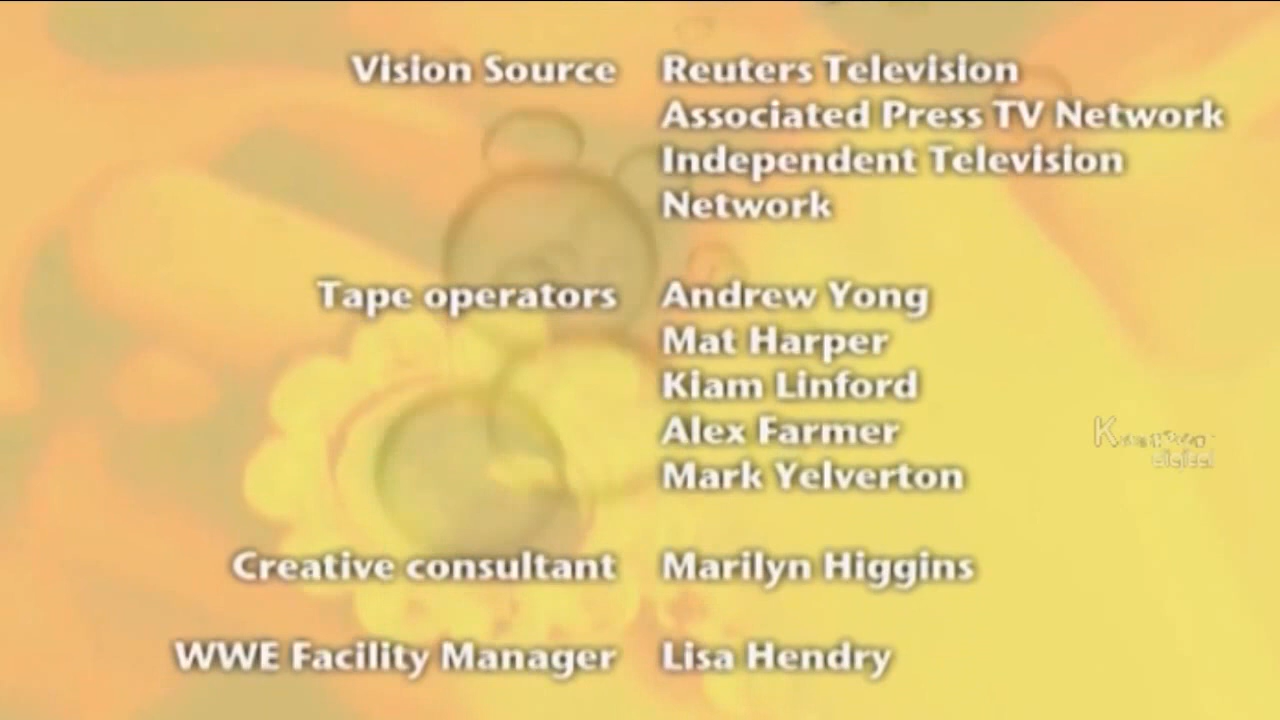 Vision Source Reuters Television
Associated Press TV Network
Independent Television
Network
Tape operators Andrew Yong
Mat Harper
Kiam Linford
Alex Farmer
Mark Yelverton
Creative consultant Marilyn Higgins
WWE Facility Manager Lisa Hendry
digital